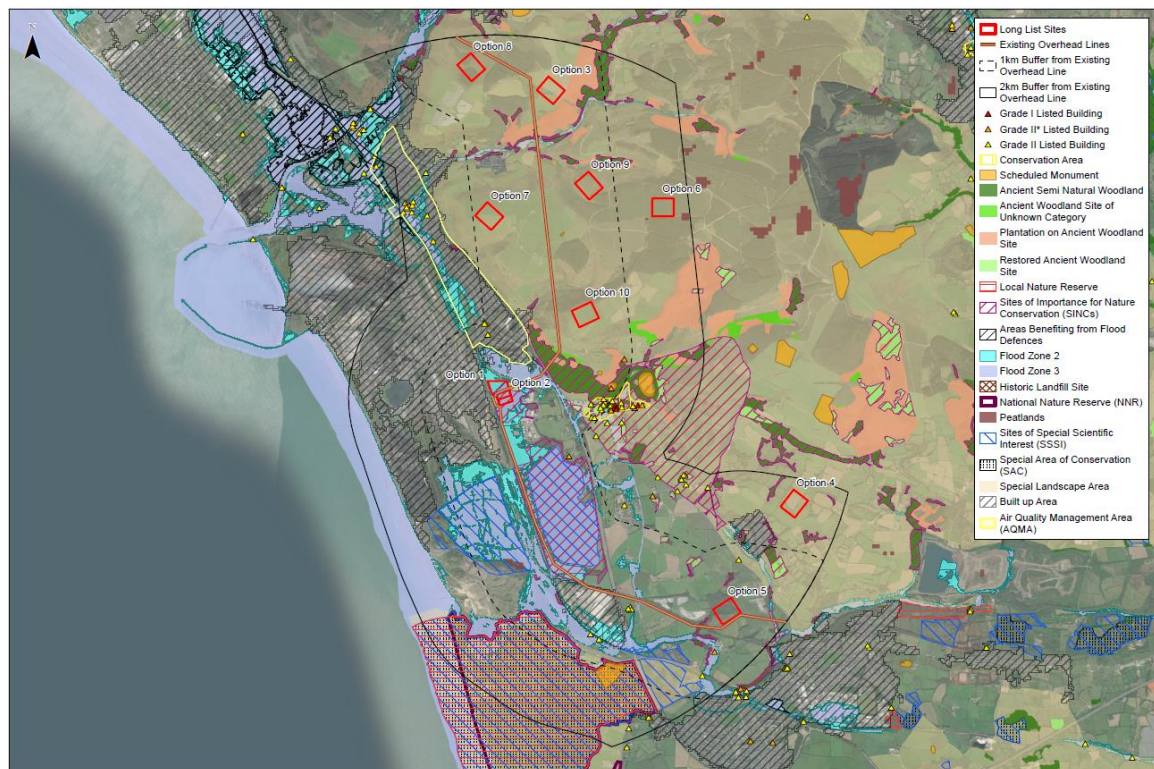 N
Option 8
Option 3
Option 9
Option 6
Option 7
Option 10
Option 1
Option 2
Option 4
Option 5
Long List Sites
Existing Overhead Lines
1km Buffer from Existing
Overhead Line
2km Buffer from Existing
Overhead Line
Grade I Listed Building
Grade II* Listed Building
Grade II Listed Building
Conservation Area
Scheduled Monument
Ancient Semi Natural Woodland
Ancient Woodland Site of
Unknown Category
Plantation on Ancient Woodland
Site
Restored Ancient Woodland
Site
Local Nature Reserve
Sites of Importance for Nature
Conservation (SINCs)
Areas Benefiting from Flood
Defences
Flood Zone 2
Flood Zone 3
Historic Landfill Site
National Nature Reserve (NNR)
Peatlands
Sites of Special Scientific
Interest (SSSI)
Special Area of Conservation
(SAC)
Special Landscape Area
Built up Area
Air Quality Management Area
(AQMA)